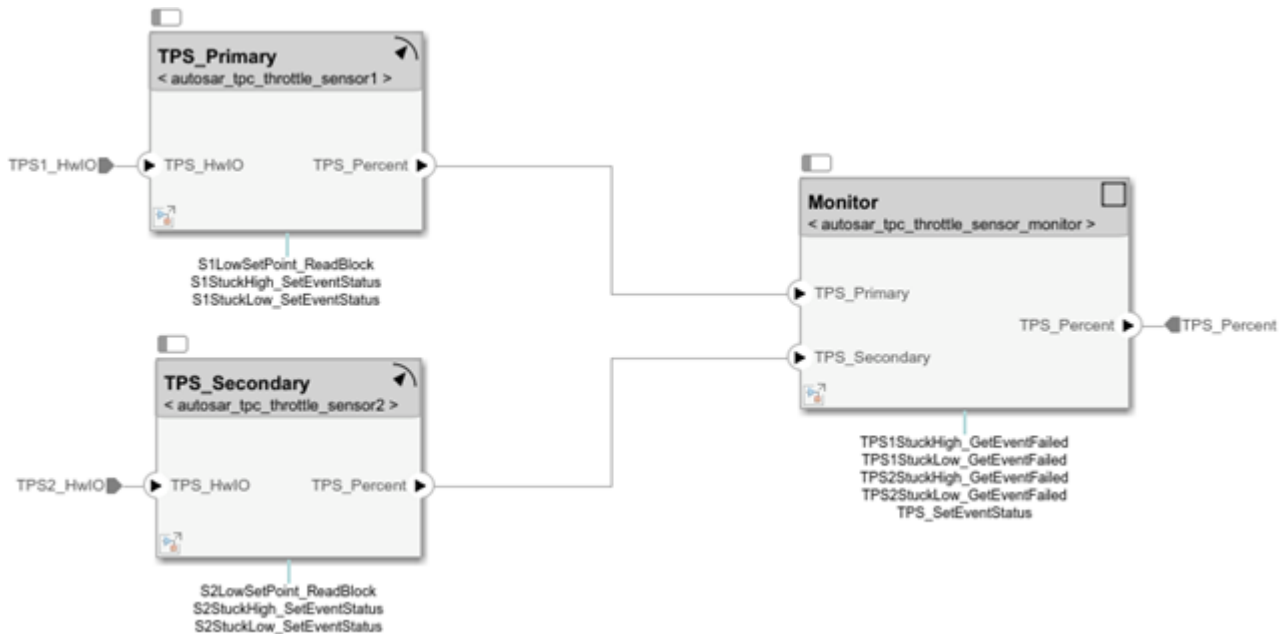 TPS_Primary
< autosar_tpc_throttle_sensor1 >
TPS1_HwIO
TPS_HwIO
TPS_Percent
S1LowSetPoint_ReadBlock
S1StuckHigh_SetEventStatus
S1StuckLow_SetEventStatus
TPS_Secondary
< autosar_tpc_throttle_sensor2 >
TPS2_HwIO
TPS_HwIO
TPS_Percent
S2LowSetPoint_ReadBlock
S2StuckHigh_SetEventStatus
S2StuckLow_SetEventStatus
Monitor
< autosar_tpc_throttle_sensor_monitor >
TPS_Primary
TPS_Percent
TPS_Percent
TPS_Secondary
TPS1StuckHigh_GetEventFailed
TPS1StuckLow_GetEventFailed
TPS2StuckHigh_GetEventFailed
TPS2StuckLow_GetEventFailed
TPS_SetEventStatus